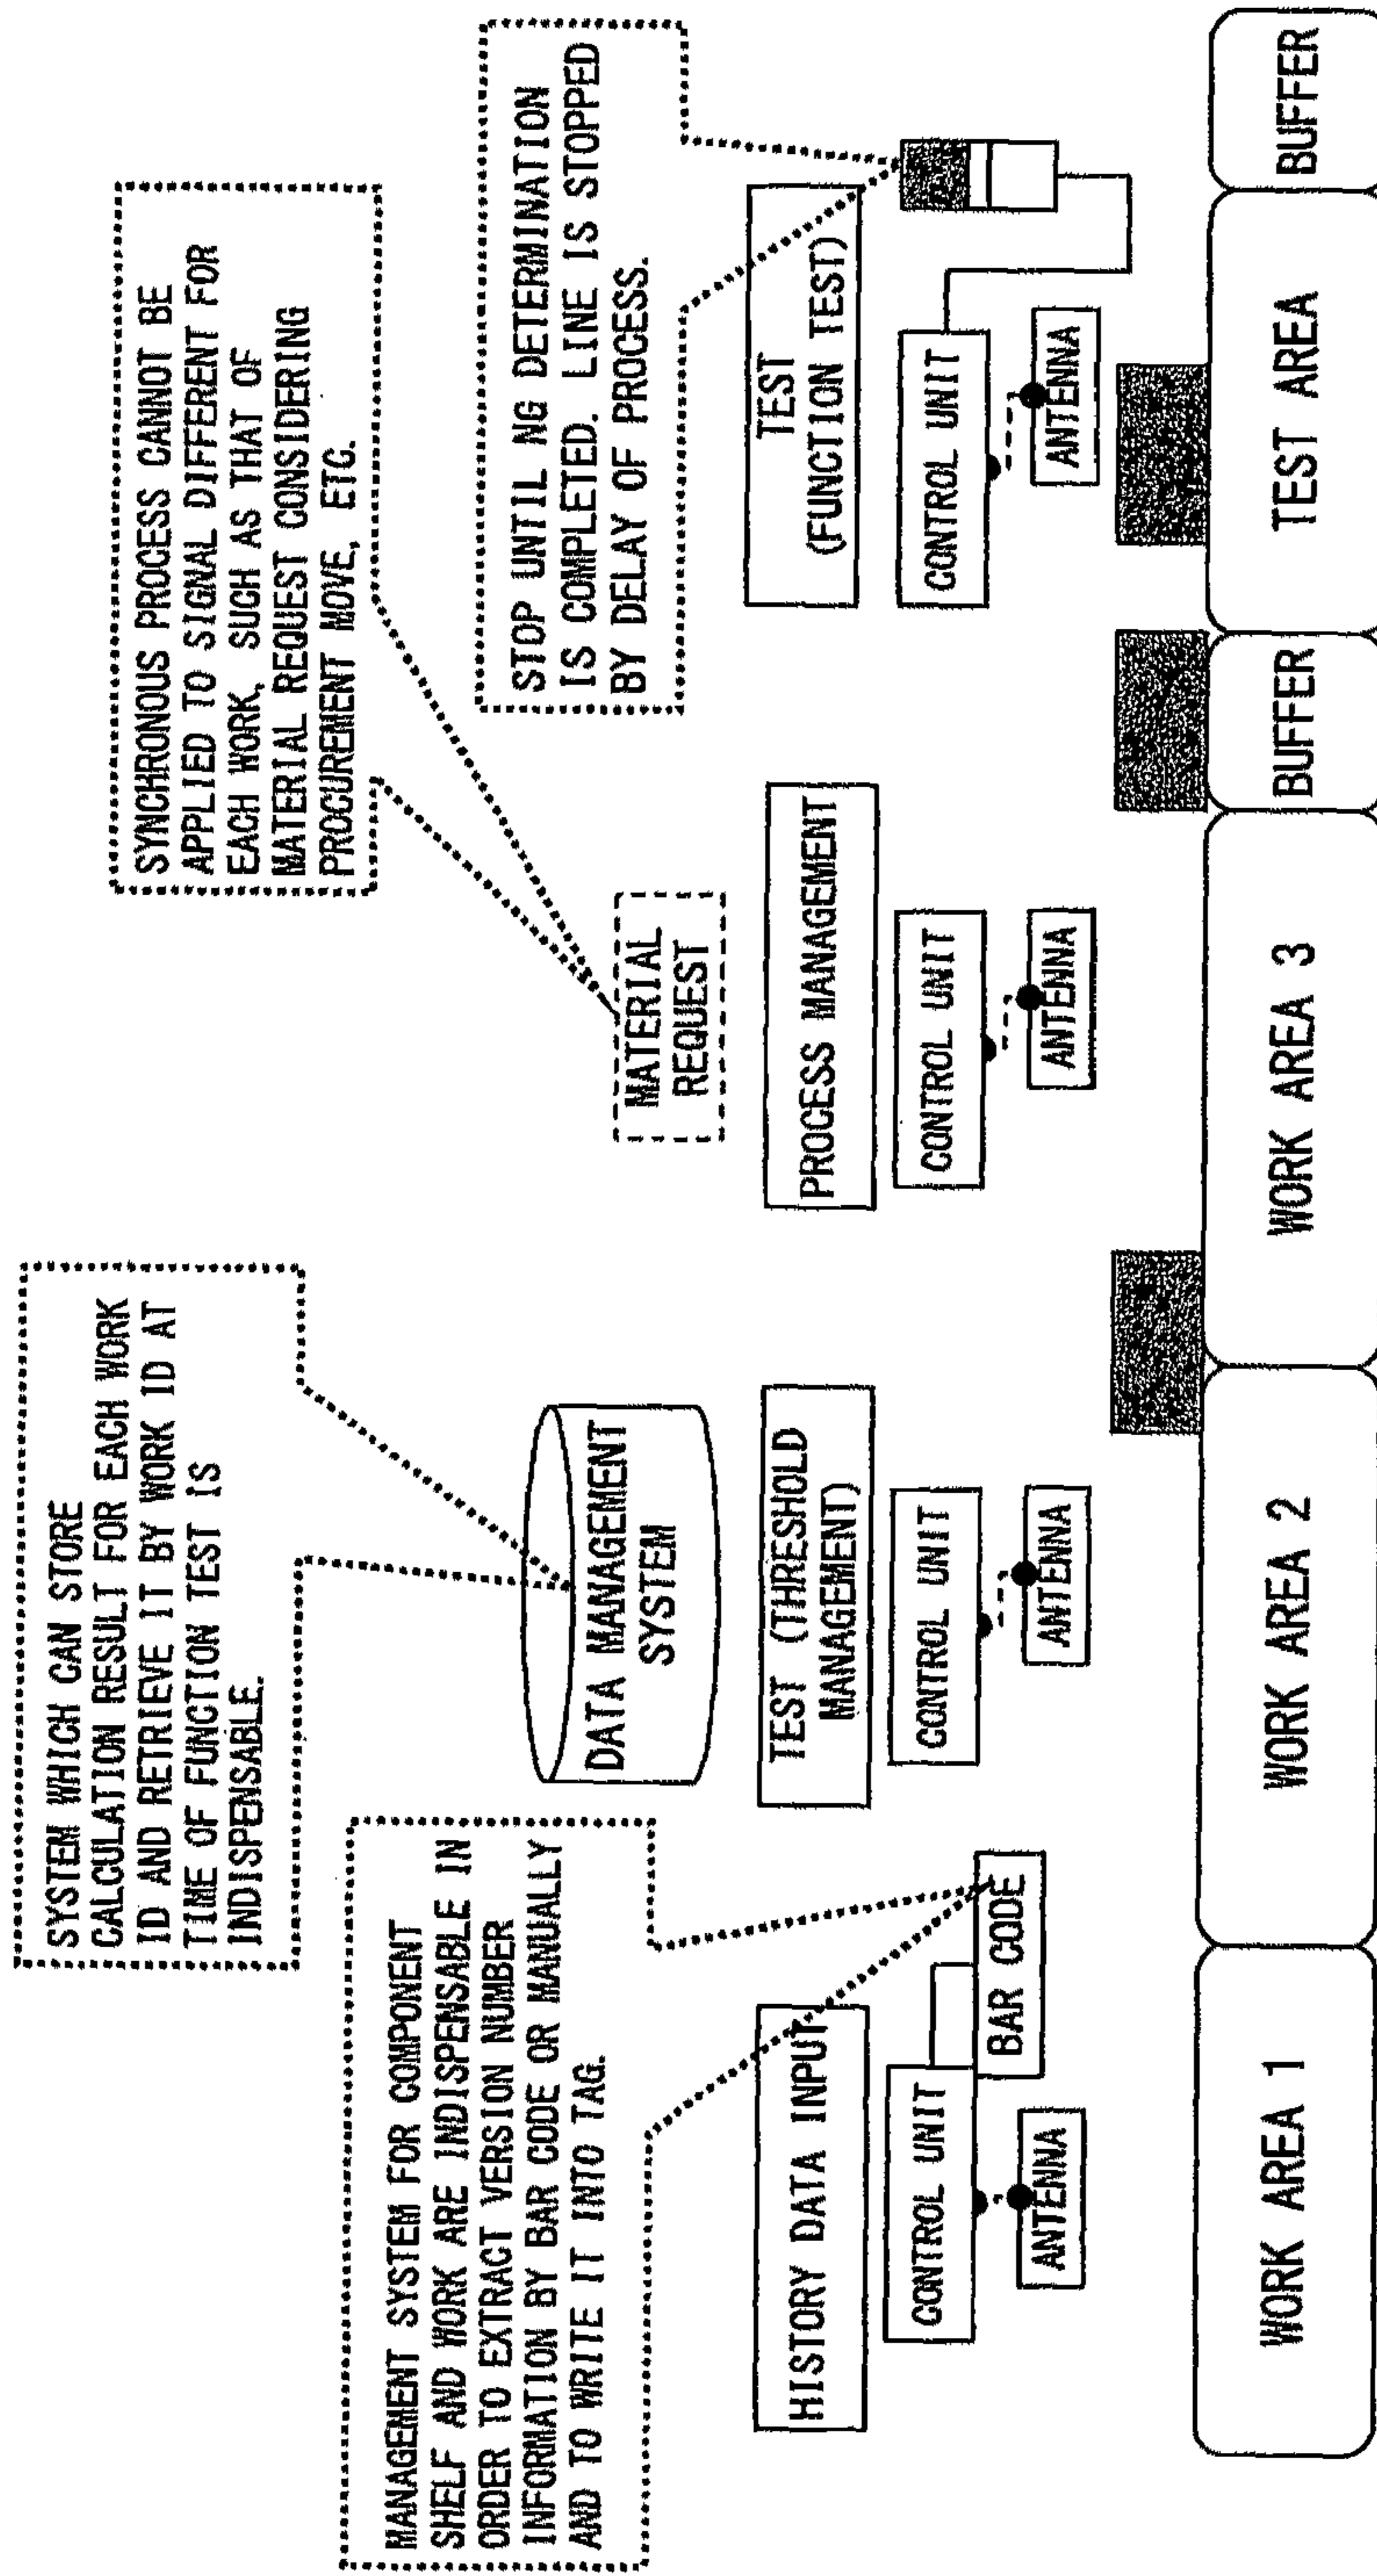 SYSTEM WHICH CAN STORE
CALCULATION RESULT FOR EACH WORK
ID AND RETRIEVE IT BY WORK ID AT
TIME OF FUNCTION TEST IS
INDISPENSABLE.
SYNCHRONOUS PROCESS CANNOT BE
APPLIED TO SIGNAL DIFFERENT FOR
EACH WORK, SUCH AS THAT OF
MATERIAL REQUEST CONSIDERING
PROCUREMENT MOVE, ETC.
MANAGEMENT SYSTEM FOR COMPONENT
SHELF AND WORK ARE INDISPENSABLE IN
ORDER TO EXTRACT VERSION NUMBER
INFORMATION BY BAR CODE OR MANUALLY
AND TO WRITE IT INTO TAG.
STOP UNTIL NG DETERMINATION
IS COMPLETED. LINE IS STOPPED
BY DELAY OF PROCESS.
DATA MANAGEMENT
SYSTEM
MATERIAL
REQUEST
HISTORY DATA INPUT
TEST (THRESHOLD
MANAGEMENT)
PROCESS MANAGEMENT
TEST
(FUNCTION TEST)
CONTROL UNIT
BAR CODE
CONTROL UNIT
CONTROL UNIT
CONTROL UNIT
ANTENNA
ANTENNA
ANTENNA
ANTENNA
WORK AREA 1
WORK AREA 2
WORK AREA 3
BUFFER
TEST AREA
BUFFER